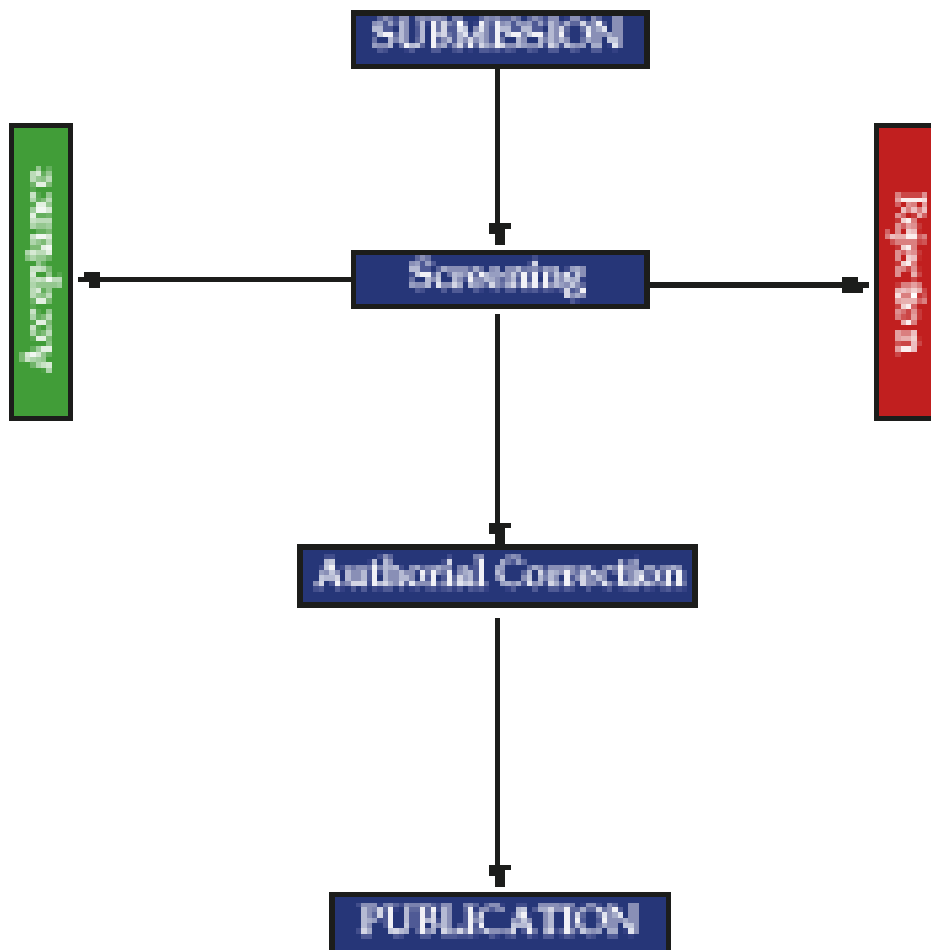 SUBMISSION
Acceptance
Screening
Rejection
Authorial Correction
PUBLICATION